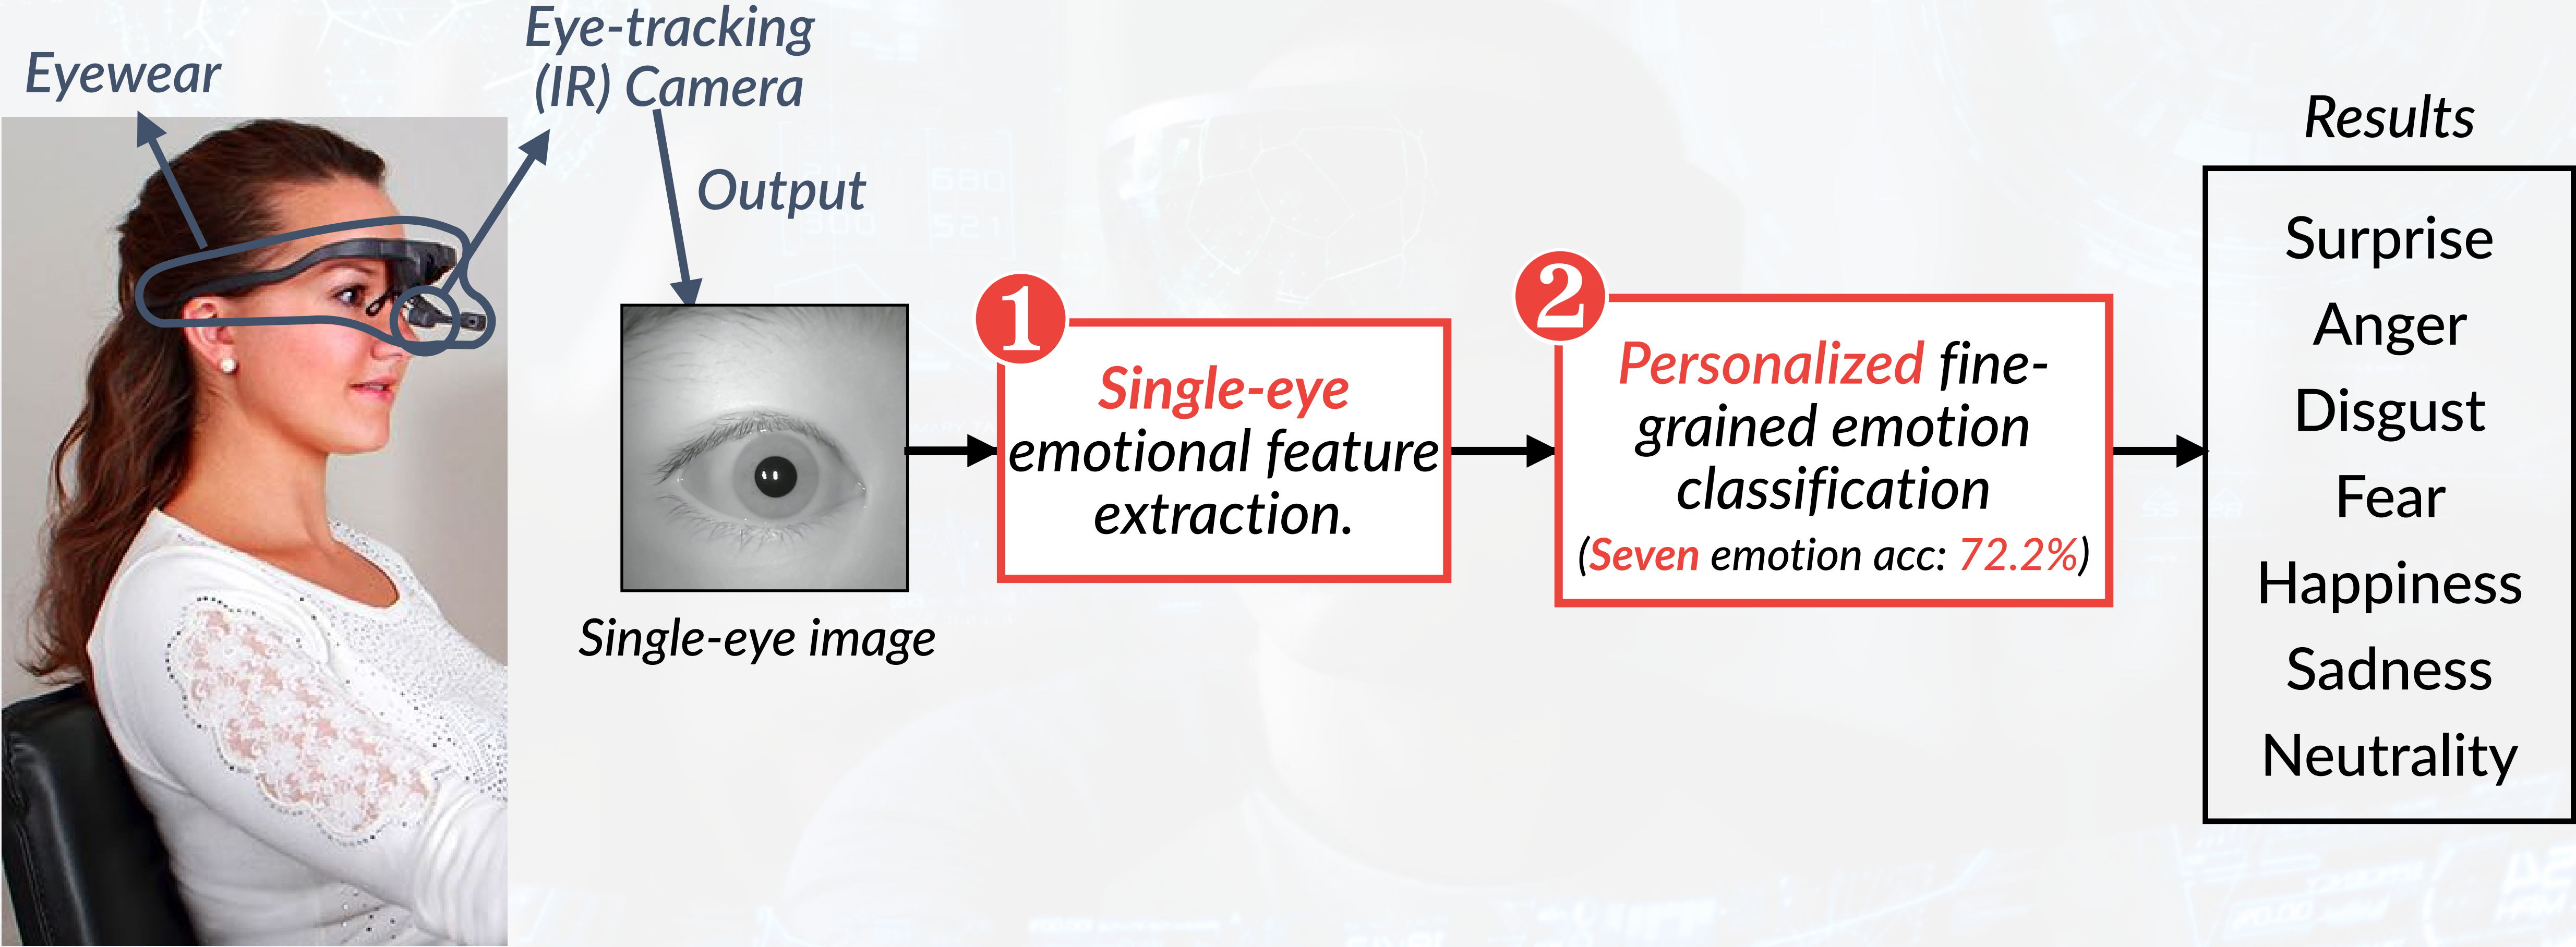 Eyewear
Eye-tracking
(IR) Camera
Output
Single-eye image
1
Single-eye
emotional feature
extraction.
2
Personalized fine-
grained emotion
classification
(Seven emotion acc: 72.2%)
Results
Surprise
Anger
Disgust
Fear
Happiness
Sadness
Neutrality